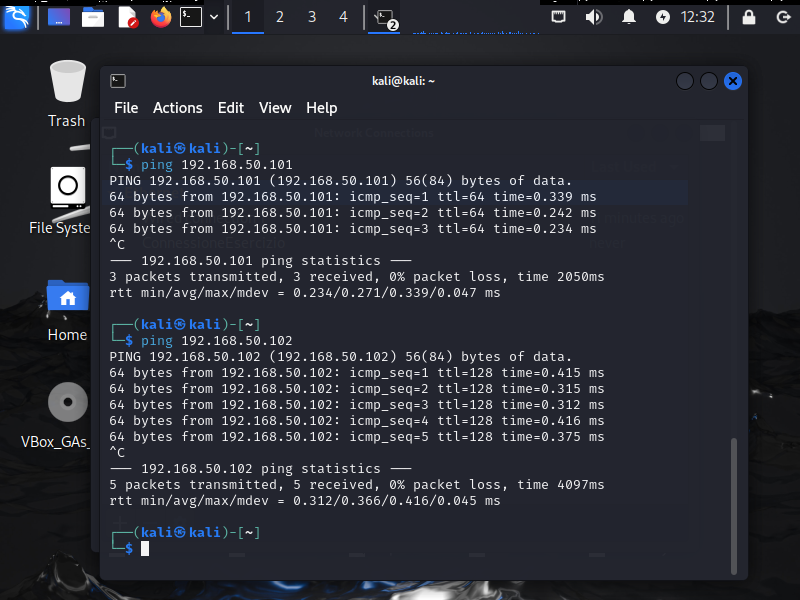 1 2 3 4 2 12:32
kali@kali: ~
File Actions Edit View Help
Trash
File Syste
Home
VBox_GAs_
┌──(kali㉿kali)-[~]
└─$ ping 192.168.50.101
PING 192.168.50.101 (192.168.50.101) 56(84) bytes of data.
64 bytes from 192.168.50.101: icmp_seq=1 ttl=64 time=0.339 ms
64 bytes from 192.168.50.101: icmp_seq=2 ttl=64 time=0.242 ms
64 bytes from 192.168.50.101: icmp_seq=3 ttl=64 time=0.234 ms
^C
--- 192.168.50.101 ping statistics ---
3 packets transmitted, 3 received, 0% packet loss, time 2050ms
rtt min/avg/max/mdev = 0.234/0.271/0.339/0.047 ms
┌──(kali㉿kali)-[~]
└─$ ping 192.168.50.102
PING 192.168.50.102 (192.168.50.102) 56(84) bytes of data.
64 bytes from 192.168.50.102: icmp_seq=1 ttl=128 time=0.415 ms
64 bytes from 192.168.50.102: icmp_seq=2 ttl=128 time=0.315 ms
64 bytes from 192.168.50.102: icmp_seq=3 ttl=128 time=0.312 ms
64 bytes from 192.168.50.102: icmp_seq=4 ttl=128 time=0.416 ms
64 bytes from 192.168.50.102: icmp_seq=5 ttl=128 time=0.375 ms
^C
--- 192.168.50.102 ping statistics ---
5 packets transmitted, 5 received, 0% packet loss, time 4097ms
rtt min/avg/max/mdev = 0.312/0.366/0.416/0.045 ms
┌──(kali㉿kali)-[~]
└─$